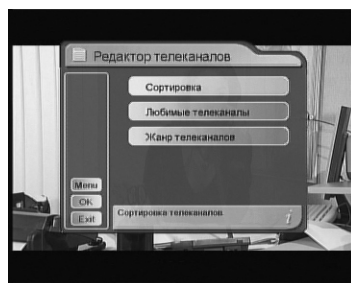 Редактор телеканалов
Сортировка
Любимые телеканалы
Жанр телеканалов
Menu
OK
Exit
Сортировка телеканалов
i